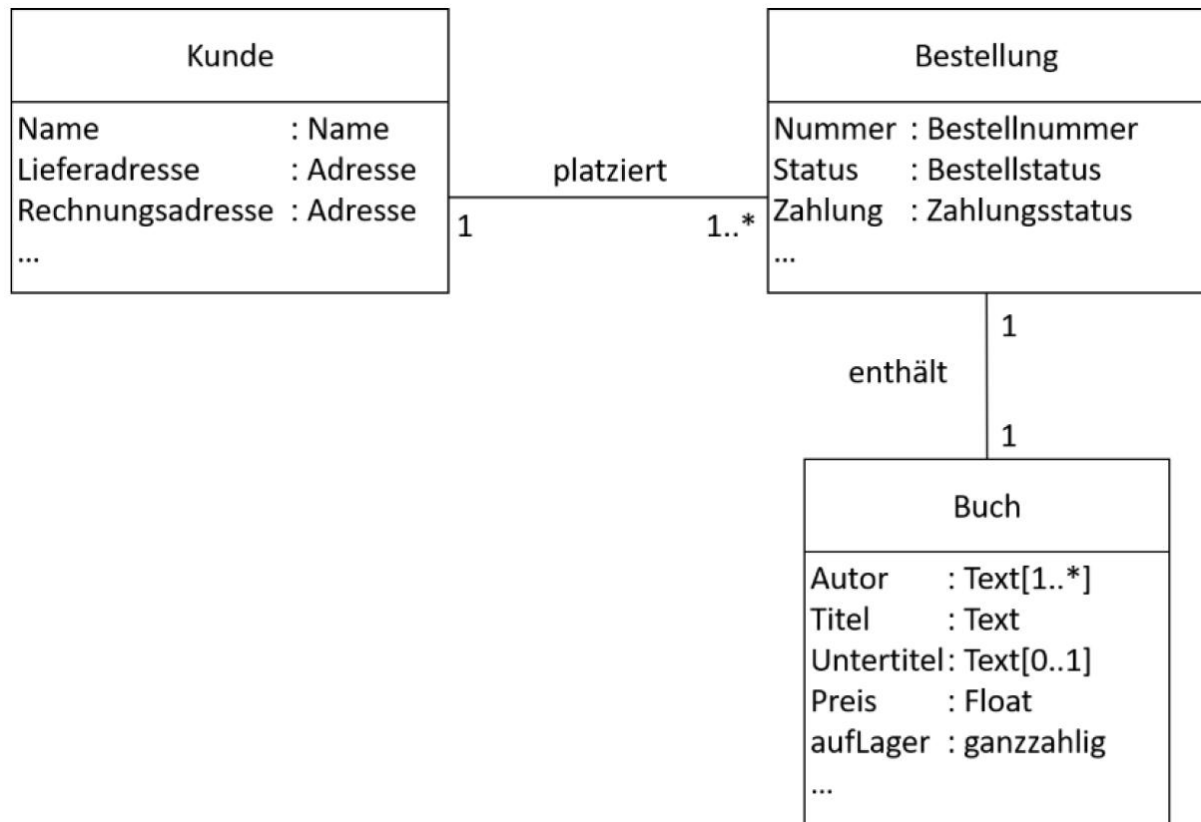 Kunde
Name : Name
Lieferadresse : Adresse
Rechnungsadresse : Adresse
...
platziert
1
1..*
Bestellung
Nummer : Bestellnummer
Status : Bestellstatus
Zahlung : Zahlungsstatus
...
1
enthält
1
Buch
Autor : Text[1..*]
Titel : Text
Untertitel: Text[0..1]
Preis : Float
aufLager : ganzzahlig
...